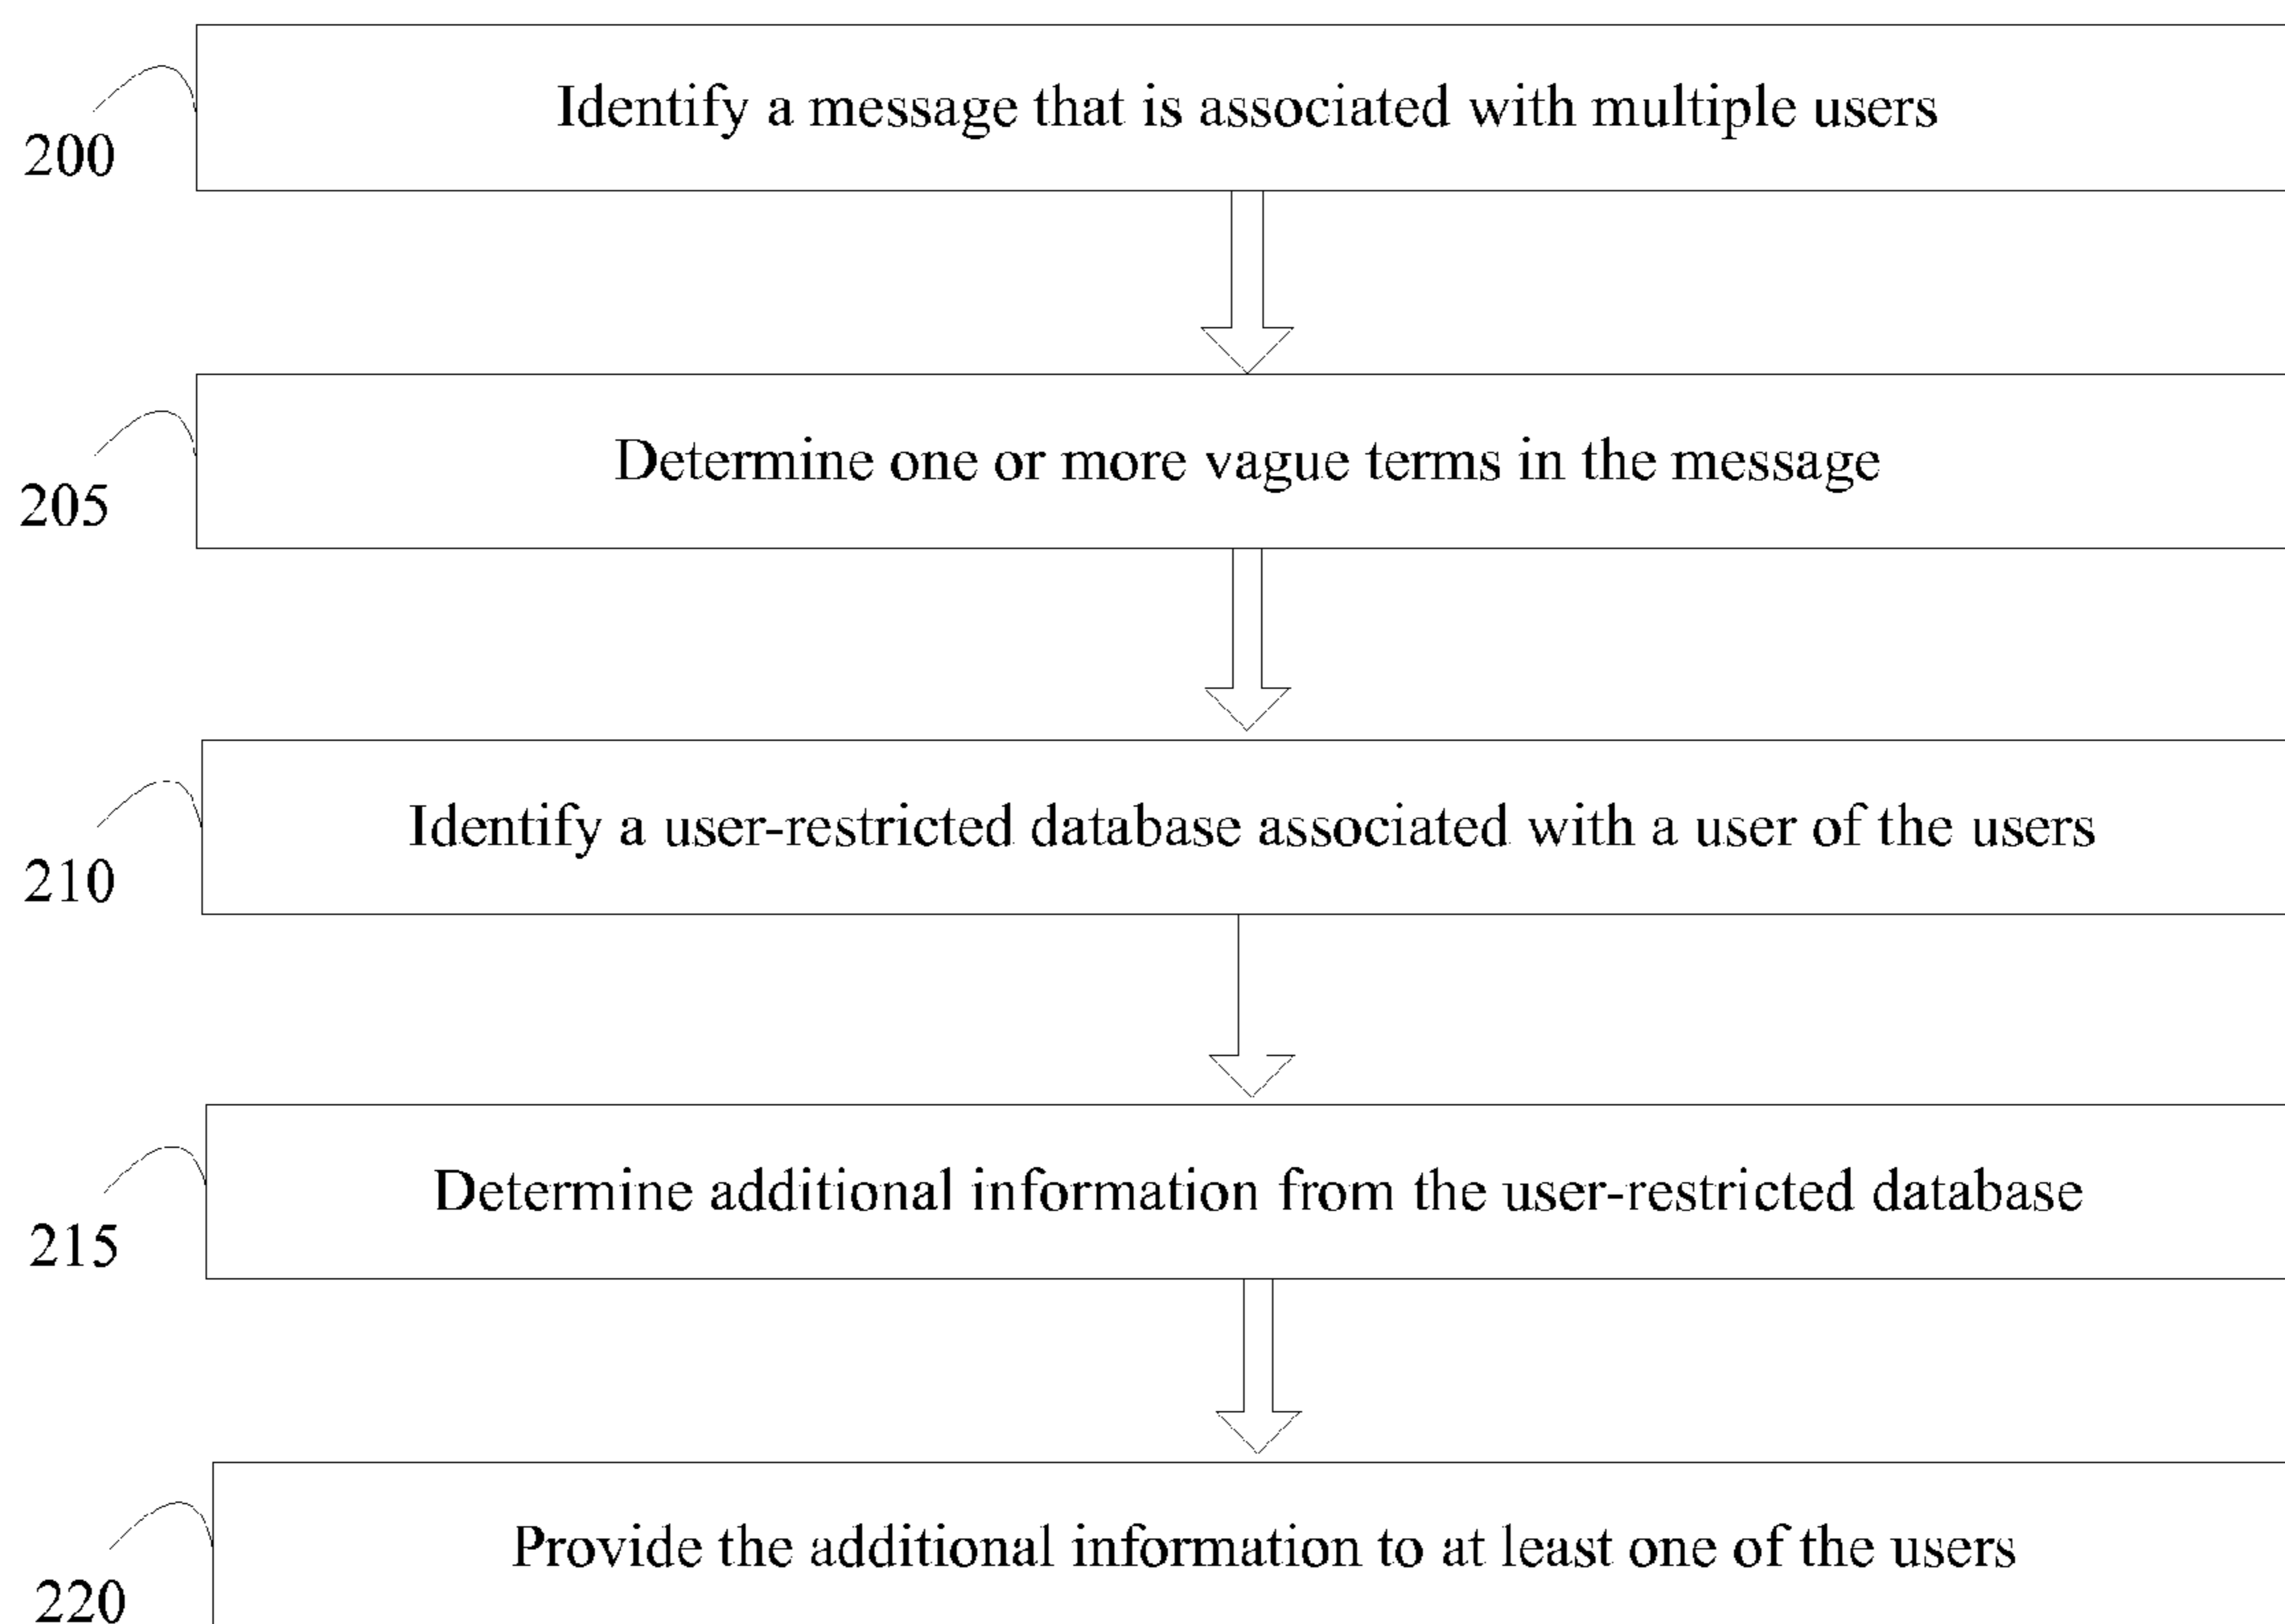 Identify a message that is associated with multiple users
200
Determine one or more vague terms in the message
205
Identify a user-restricted database associated with a user of the users
210
Determine additional information from the user-restricted database
215
Provide the additional information to at least one of the users
220